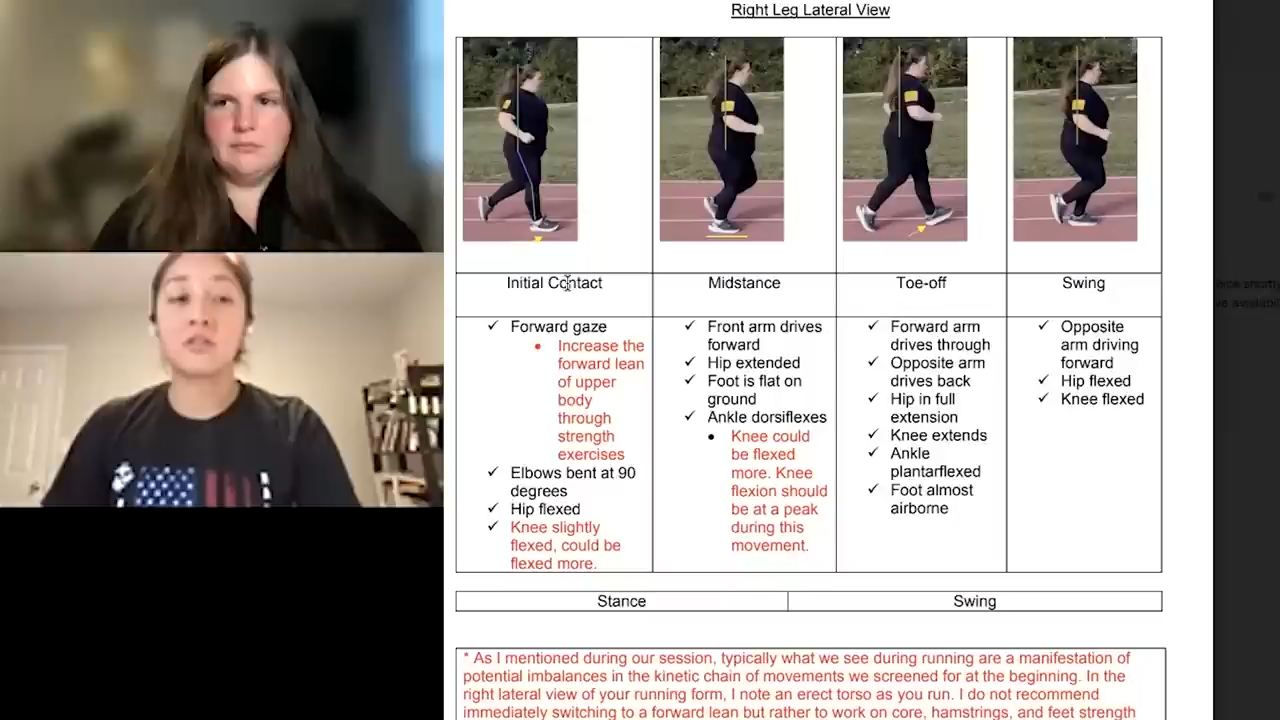 Right Leg Lateral View
Initial Contact
Midstance
Toe-off
Swing
✓ Forward gaze
• Increase the
forward lean
of upper
body
through
strength
exercises
✓ Elbows bent at 90
degrees
✓ Hip flexed
✓ Knee slightly
flexed, could be
flexed more.
✓ Front arm drives
forward
✓ Hip extended
✓ Foot is flat on
ground
✓ Ankle dorsiflexes
• Knee could
be flexed
more. Knee
flexion should
be at a peak
during this
movement.
✓ Forward arm
drives through
✓ Opposite arm
drives back
✓ Hip in full
extension
✓ Knee extends
✓ Ankle
plantarflexed
✓ Foot almost
airborne
✓ Opposite
arm driving
forward
✓ Hip flexed
✓ Knee flexed
Stance
Swing
* As I mentioned during our session, typically what we see during running are a manifestation of
potential imbalances in the kinetic chain of movements we screened for at the beginning. In the
right lateral view of your running form, I note an erect torso as you run. I do not recommend
immediately switching to a forward lean but rather to work on core, hamstrings, and feet strength